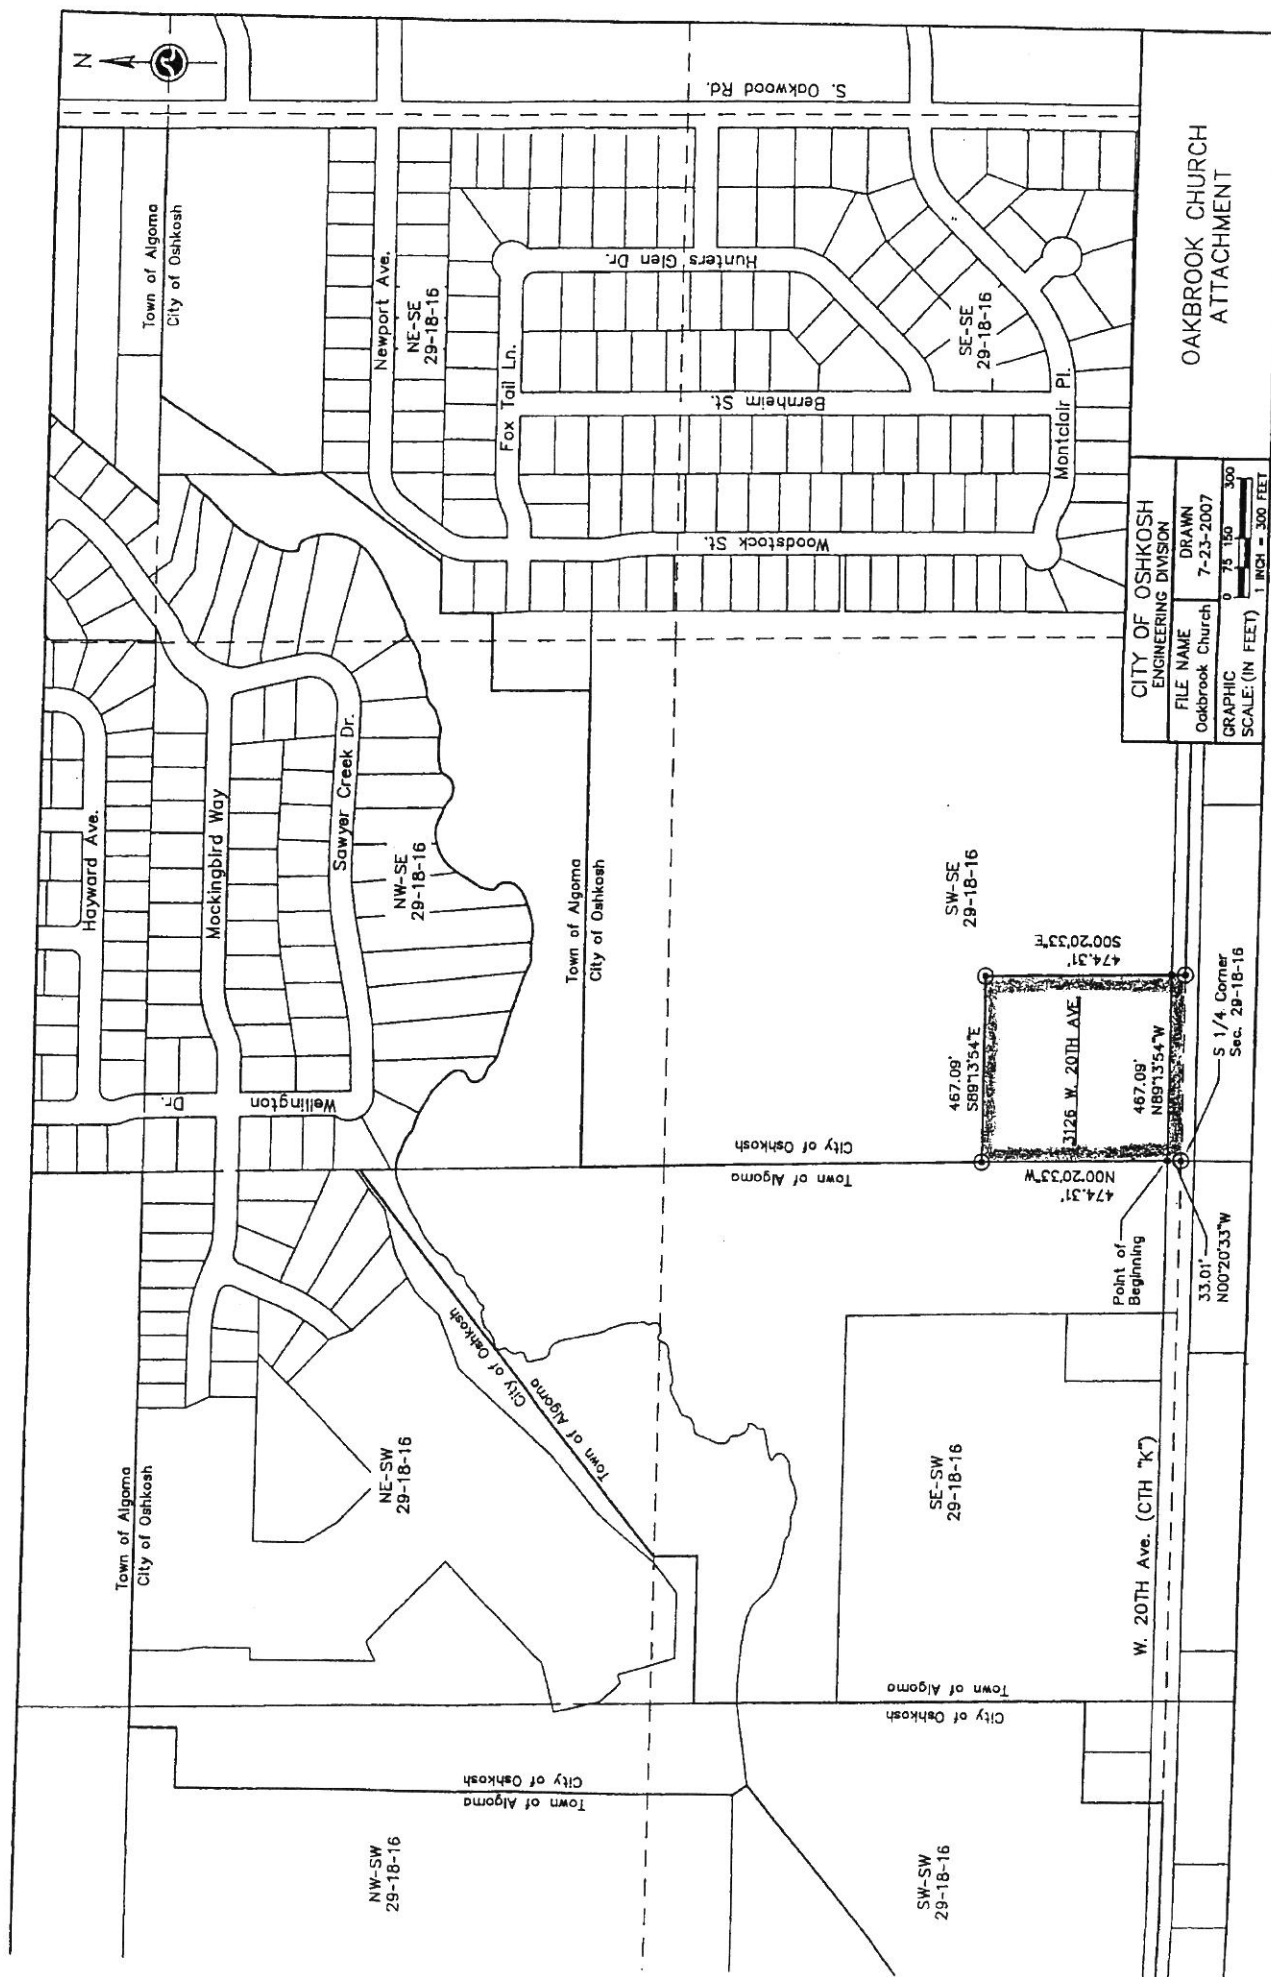 N
Town of Algoma
City of Oshkosh
S. Oakwood Rd.
Newport Ave.
NE-SE
29-18-16
Fox Tail Ln.
Hunters Glen Dr.
Bernheim St.
SE-SE
29-18-16
Montclair Pl.
Woodstock St.
Hayward Ave.
Mockingbird Way
Sawyer Creek Dr.
Wellington Dr.
NW-SE
29-18-16
Town of Algoma
City of Oshkosh
SW-SE
29-18-16
City of Oshkosh
Town of Algoma
467.09'
S89°13'54"E
474.31'
S00°20'33"E
3126 W. 20TH AVE.
467.09'
N89°13'54"W
474.31'
N00°20'33"W
Point of
Beginning
33.01'
N00°20'33"W
S 1/4 Corner
Sec. 29-18-16
City of Oshkosh
Town of Algoma
NE-SW
29-18-16
Town of Algoma
City of Oshkosh
SE-SW
29-18-16
W. 20TH Ave. (CTH "K")
Town of Algoma
City of Oshkosh
City of Oshkosh
Town of Algoma
NW-SW
29-18-16
SW-SW
29-18-16
CITY OF OSHKOSH
ENGINEERING DIVISION
FILE NAME
Oakbrook Church
DRAWN
7-23-2007
GRAPHIC
SCALE: (IN FEET)
0 75 150 300
1 INCH = 300 FEET
OAKBROOK CHURCH
ATTACHMENT